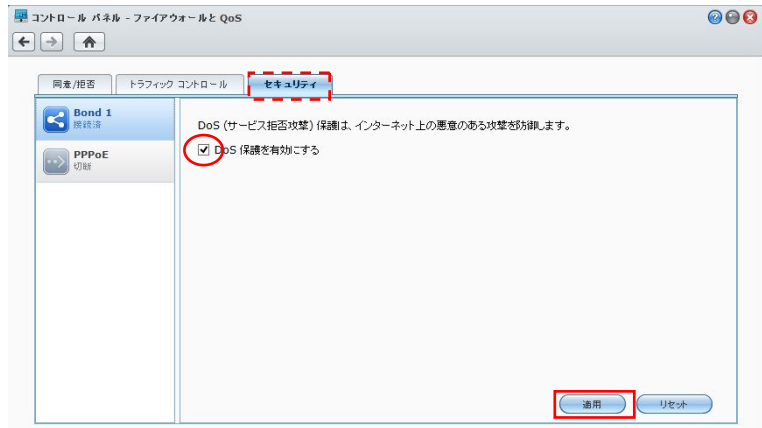 コントロール パネル - ファイアウォールと QoS
同意/拒否 トラフィック コントロール セキュリティ
Bond 1
接続済
PPPoE
切断
DoS (サービス拒否攻撃) 保護は、インターネット上の悪意のある攻撃を防御します。
DoS 保護を有効にする
適用 リセット